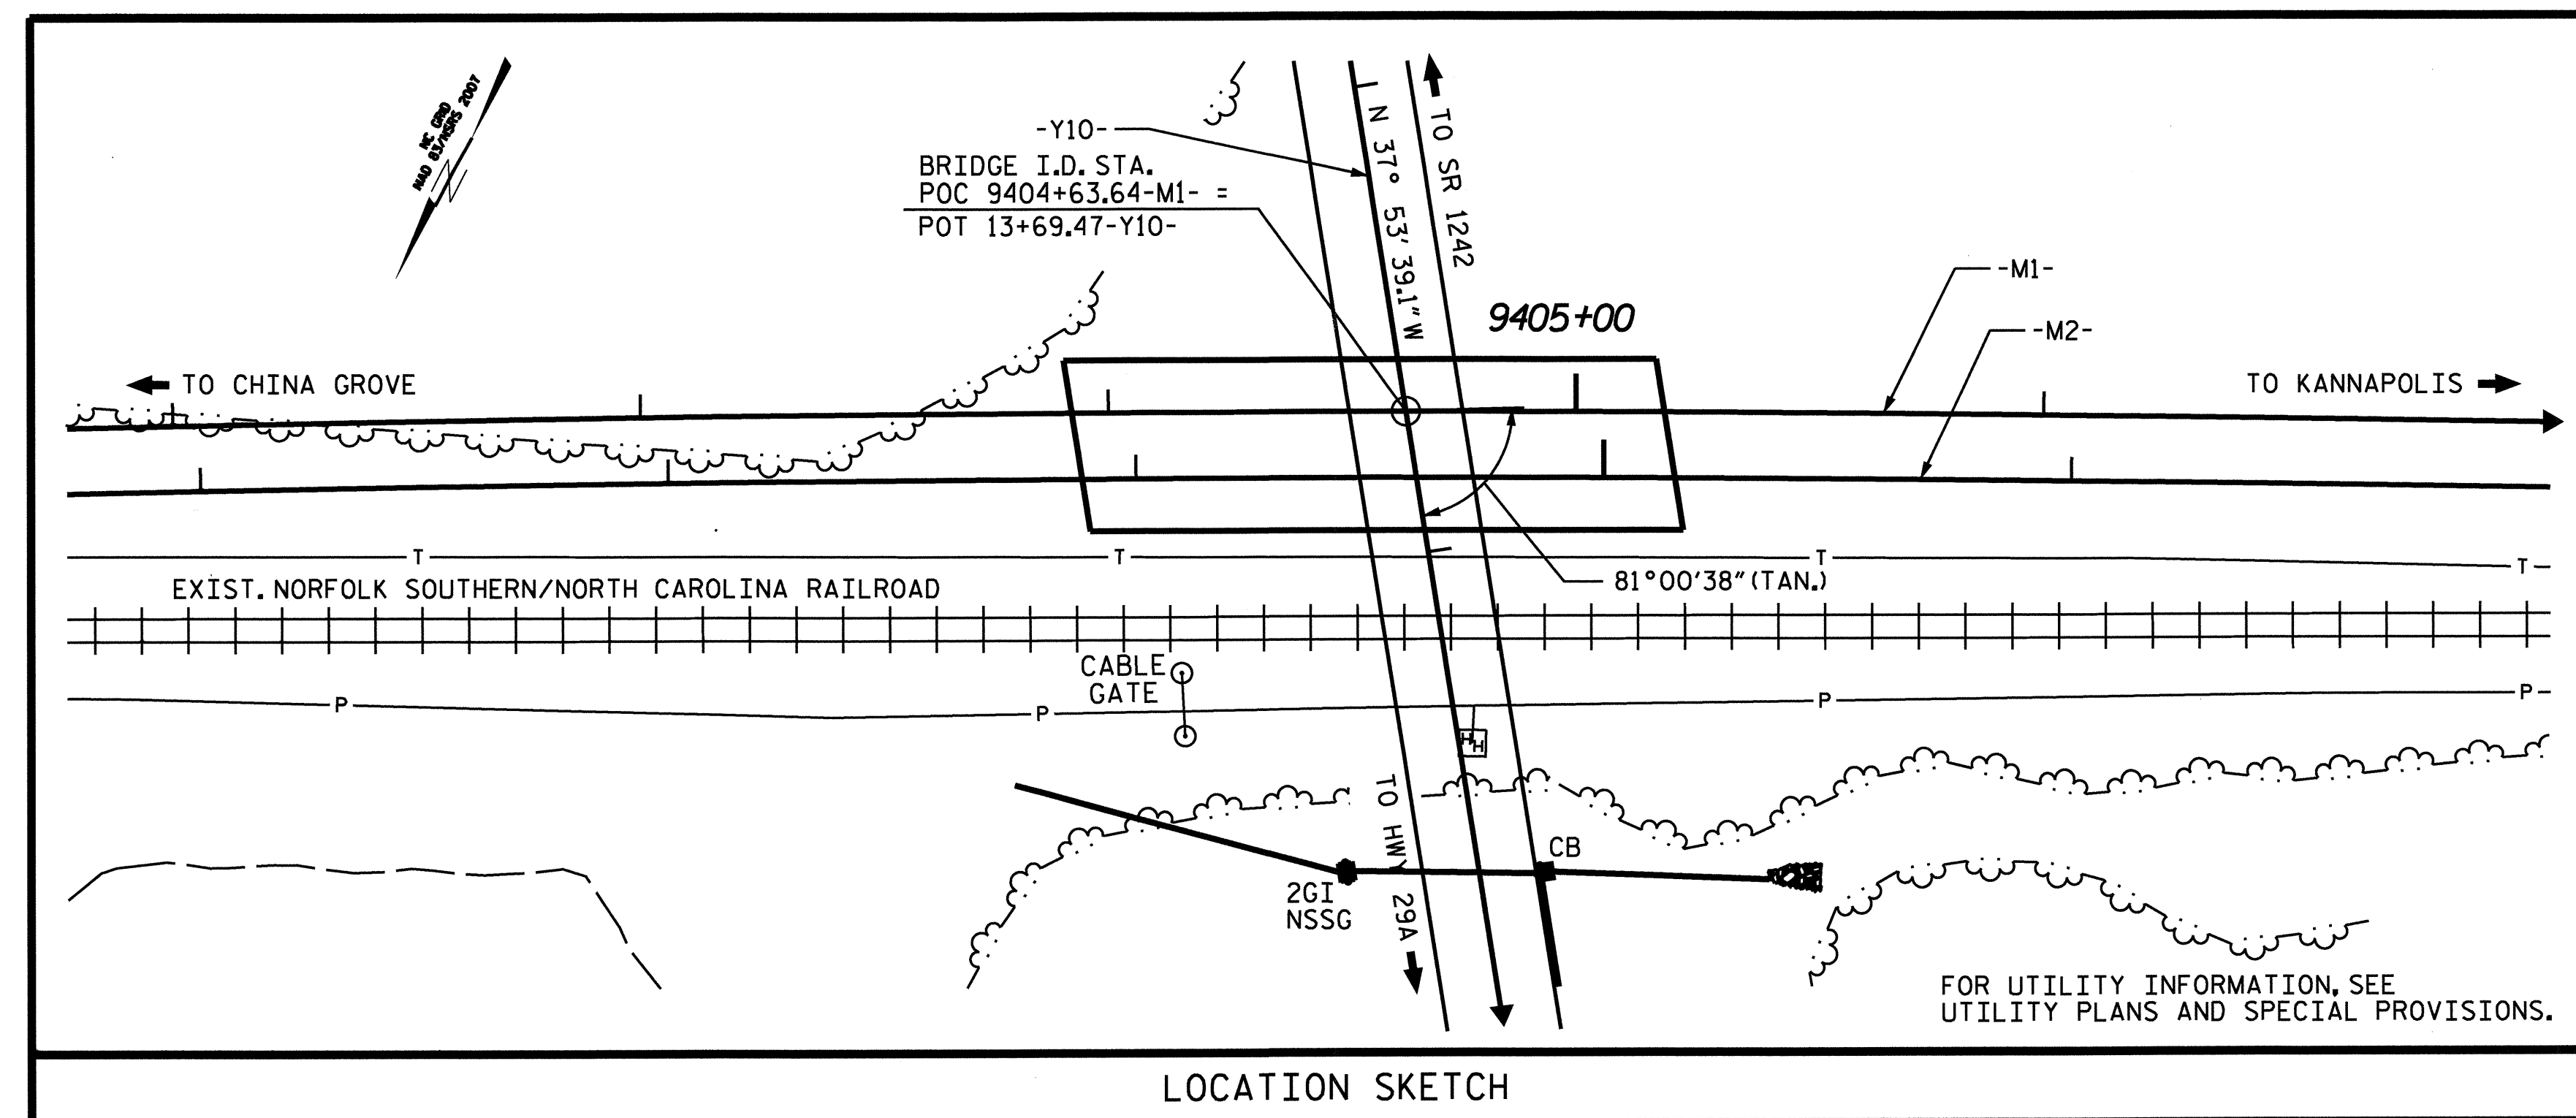 NC GRID
NAD 83/NSRS 2007
-Y10-
BRIDGE I.D. STA.
POC 9404+63.64-M1- =
POT 13+69.47-Y10-
N 37° 53' 39.1" W
TO SR 1242
9405+00
-M1-
-M2-
TO CHINA GROVE
TO KANNAPOLIS
T
T
T
T
81°00'38" (TAN.)
EXIST. NORFOLK SOUTHERN/NORTH CAROLINA RAILROAD
CABLE
GATE
P
P
P
P
HH
TO HWY 29A
CB
2GI
NSSG
FOR UTILITY INFORMATION, SEE
UTILITY PLANS AND SPECIAL PROVISIONS.
LOCATION SKETCH